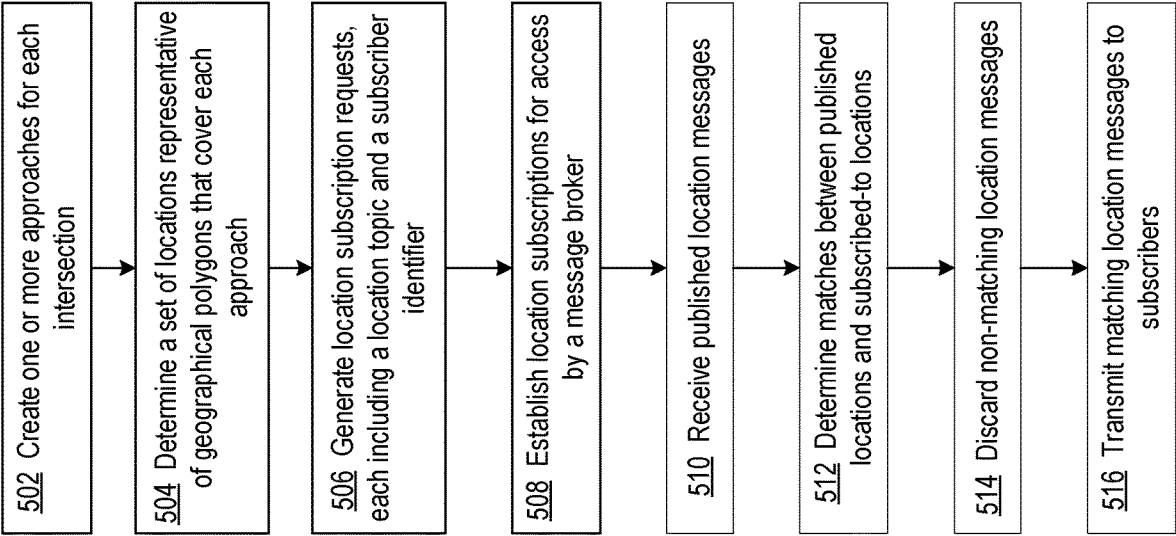 502 Create one or more approaches for each
intersection
504 Determine a set of locations representative
of geographical polygons that cover each
approach
506 Generate location subscription requests,
each including a location topic and a subscriber
identifier
508 Establish location subscriptions for access
by a message broker
510 Receive published location messages
512 Determine matches between published
locations and subscribed-to locations
514 Discard non-matching location messages
516 Transmit matching location messages to
subscribers